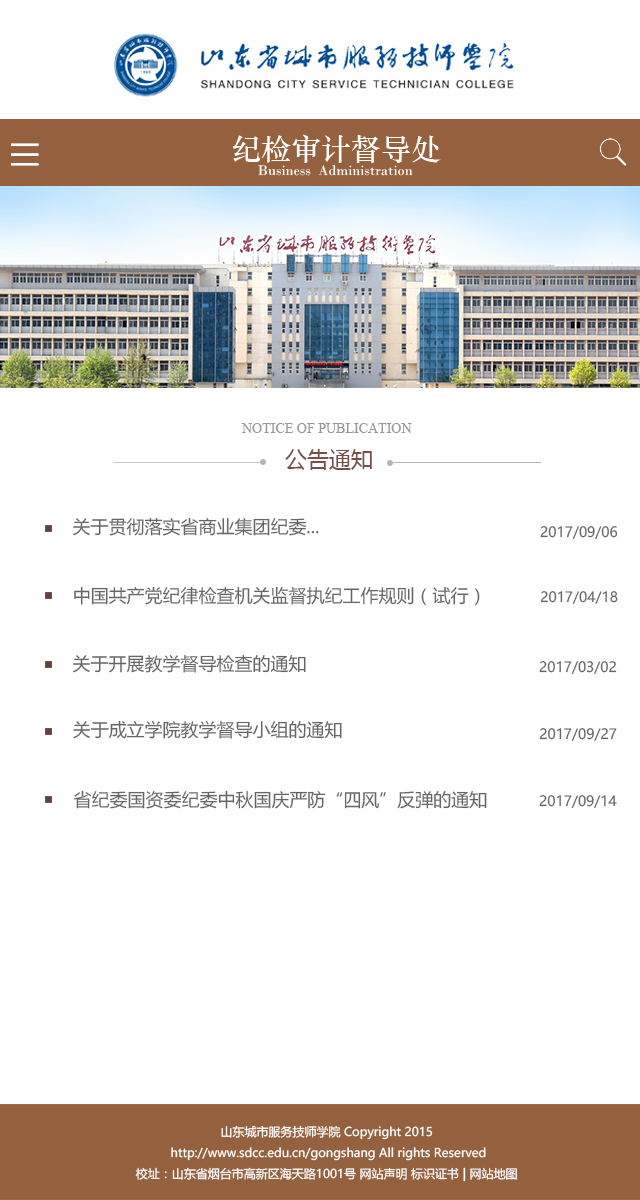 山东省城市服务技师学院
SHANDONG CITY SERVICE TECHNICIAN COLLEGE
纪检审计督导处
Business Administration
山东省城市服务技术学院
NOTICE OF PUBLICATION
公告通知
关于贯彻落实省商业集团纪委... 2017/09/06
中国共产党纪律检查机关监督执纪工作规则（试行） 2017/04/18
关于开展教学督导检查的通知 2017/03/02
关于成立学院教学督导小组的通知 2017/09/27
省纪委国资委纪委中秋国庆严防“四风”反弹的通知 2017/09/14
山东城市服务技师学院 Copyright 2015
http://www.sdcc.edu.cn/gongshang All rights Reserved
校址：山东省烟台市高新区海天路1001号 网站声明 标识证书 | 网站地图